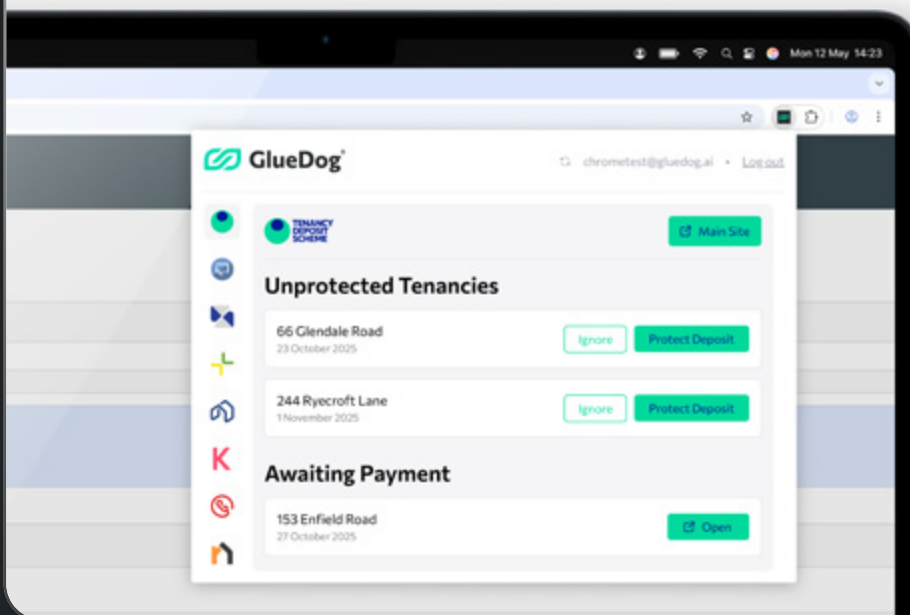 Mon 12 May 14:23
GlueDog
chrometest@gluedog.ai • Log out
TENANCY
DEPOSIT
SCHEME
Main Site
Unprotected Tenancies
66 Glendale Road
23 October 2025
Ignore
Protect Deposit
244 Ryecroft Lane
1 November 2025
Ignore
Protect Deposit
Awaiting Payment
153 Enfield Road
27 October 2025
Open
K